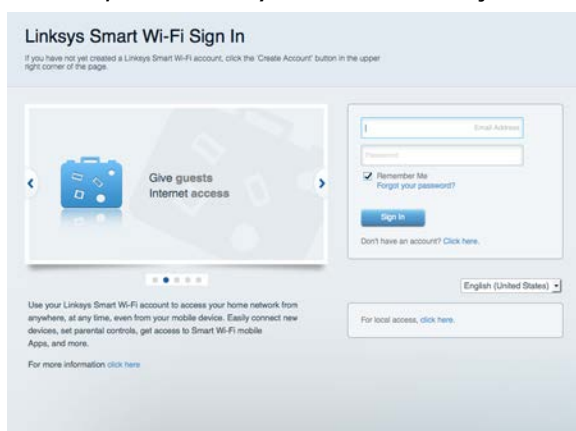 Linksys Smart Wi-Fi Sign In
If you have not yet created a Linksys Smart Wi-Fi account, click the 'Create Account' button in the upper
right corner of the page.
Give guests
Internet access
Email Address
Password
Remember Me
Forgot your password?
Sign In
Don't have an account? Click here.
English (United States)
Use your Linksys Smart Wi-Fi account to access your home network from
anywhere, at any time, even from your mobile device. Easily connect new
devices, set parental controls, get access to Smart Wi-Fi mobile
Apps, and more.
For more information click here
For local access, click here.